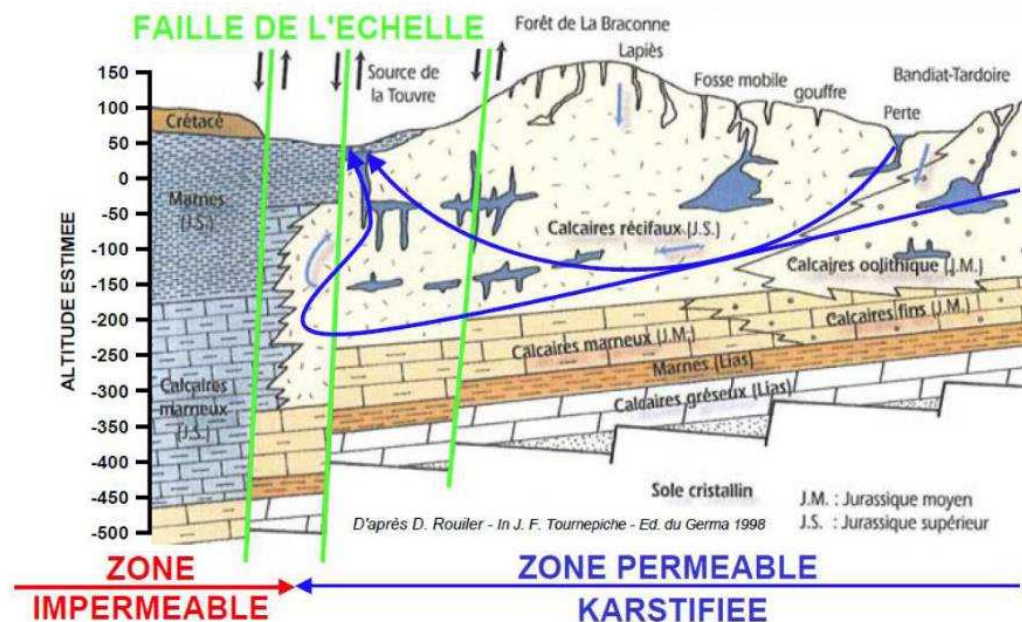 FAILLE DE L'ECHELLE
Forêt de La Braconne
Lapiès
Source de
la Touvre
Fosse mobile
gouffre
Bandiat-Tardoire
Perte
ALTITUDE ESTIMEE
150
100
50
0
-50
-100
-150
-200
-250
-300
-350
-400
-450
-500
Crétacé
Marnes
(J.S.)
Calcaires
marneux
(J.S.)
Calcaires récifaux (J.S.)
Calcaires oolithique (J.M.)
Calcaires fins (J.M.)
Calcaires marneux (J.M.)
Marnes (Lias)
Calcaires gréseux (Lias)
Sole cristallin
J.M. : Jurassique moyen
J.S. : Jurassique supérieur
D'après D. Rouiler - In J. F. Tournepiche - Ed. du Germa 1998
ZONE
IMPERMEABLE
ZONE PERMEABLE
KARSTIFIEE